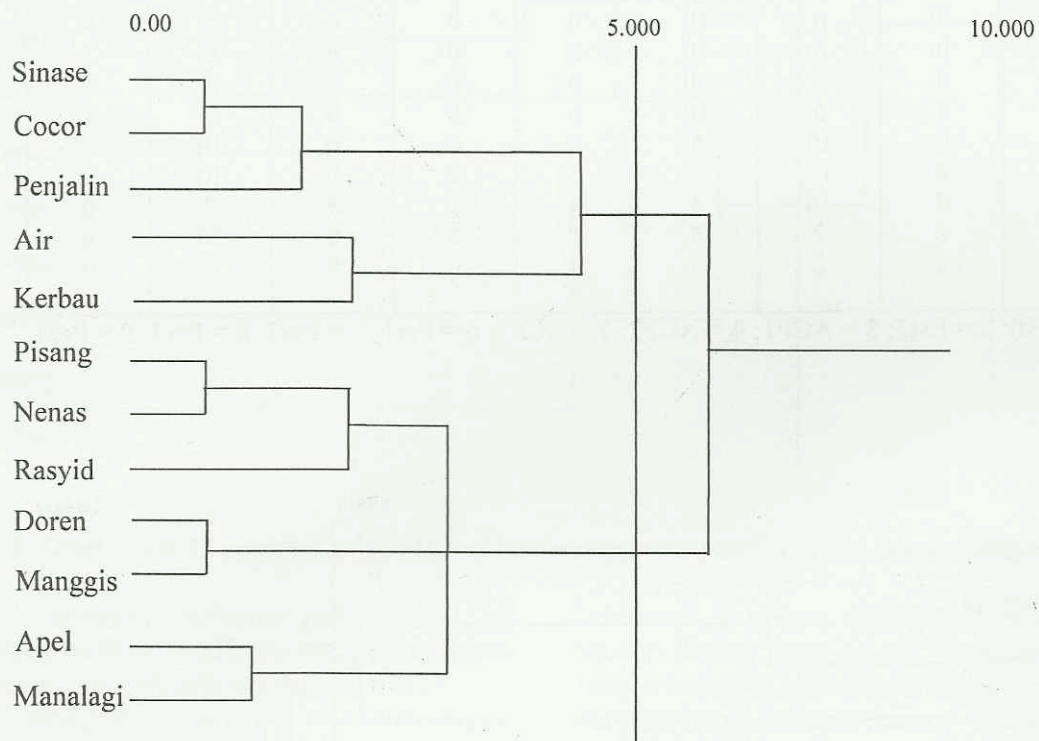 0.00 5.000 10.000
Sinase
Cocor
Penjalin
Air
Kerbau
Pisang
Nenas
Rasyid
Doren
Manggis
Apel
Manalagi